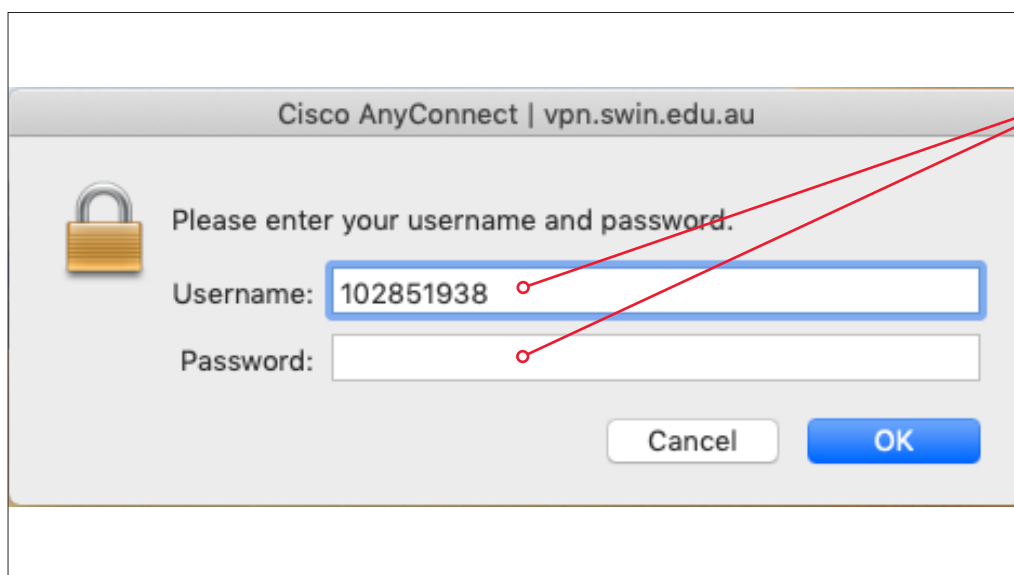 Cisco AnyConnect | vpn.swin.edu.au
Please enter your username and password.
Username: 102851938
Password:
Cancel OK